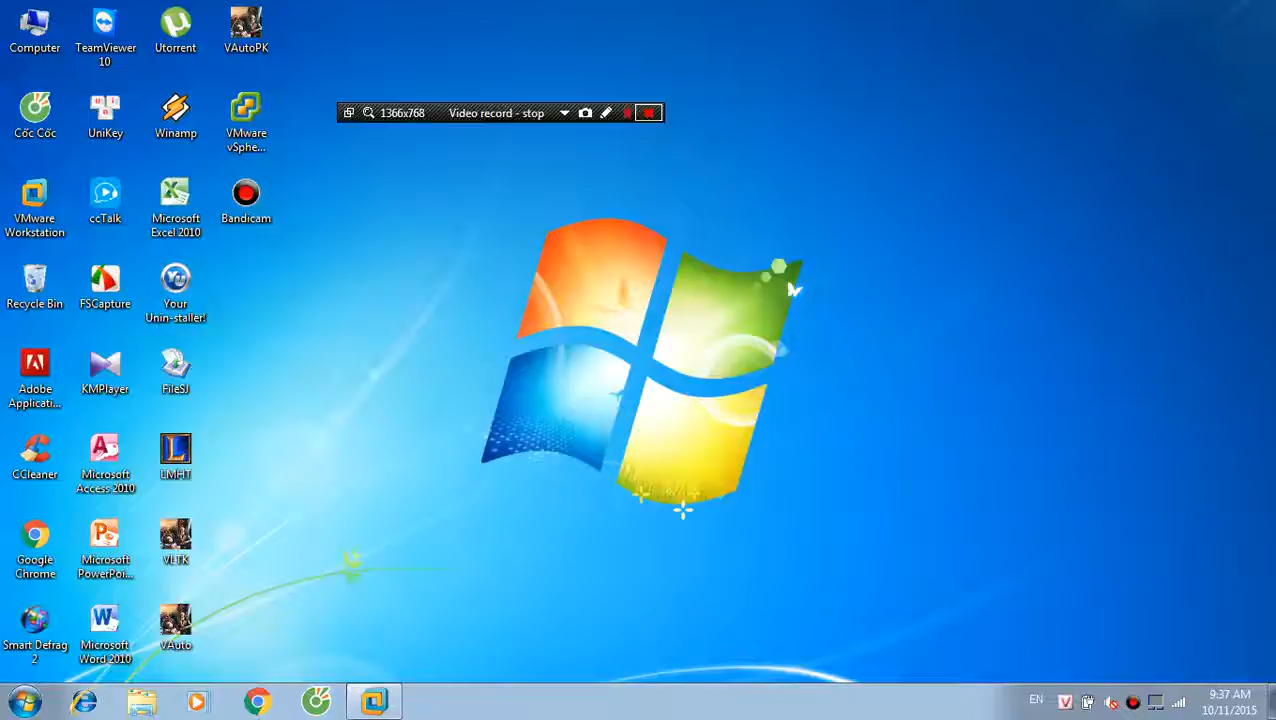 Computer
TeamViewer
10
Utorrent
VAutoPK
Cốc Cốc
UniKey
Winamp
VMware
vSphe...
VMware
Workstation
ccTalk
Microsoft
Excel 2010
Bandicam
Recycle Bin
FSCapture
Your
Unin-staller!
Adobe
Applicati...
KMPlayer
FileSJ
CCleaner
Microsoft
Access 2010
LMHT
Google
Chrome
Microsoft
PowerPoi...
VLTK
Smart Defrag
2
Microsoft
Word 2010
VAuto
1366x768 Video record - stop
EN
9:37 AM
10/11/2015